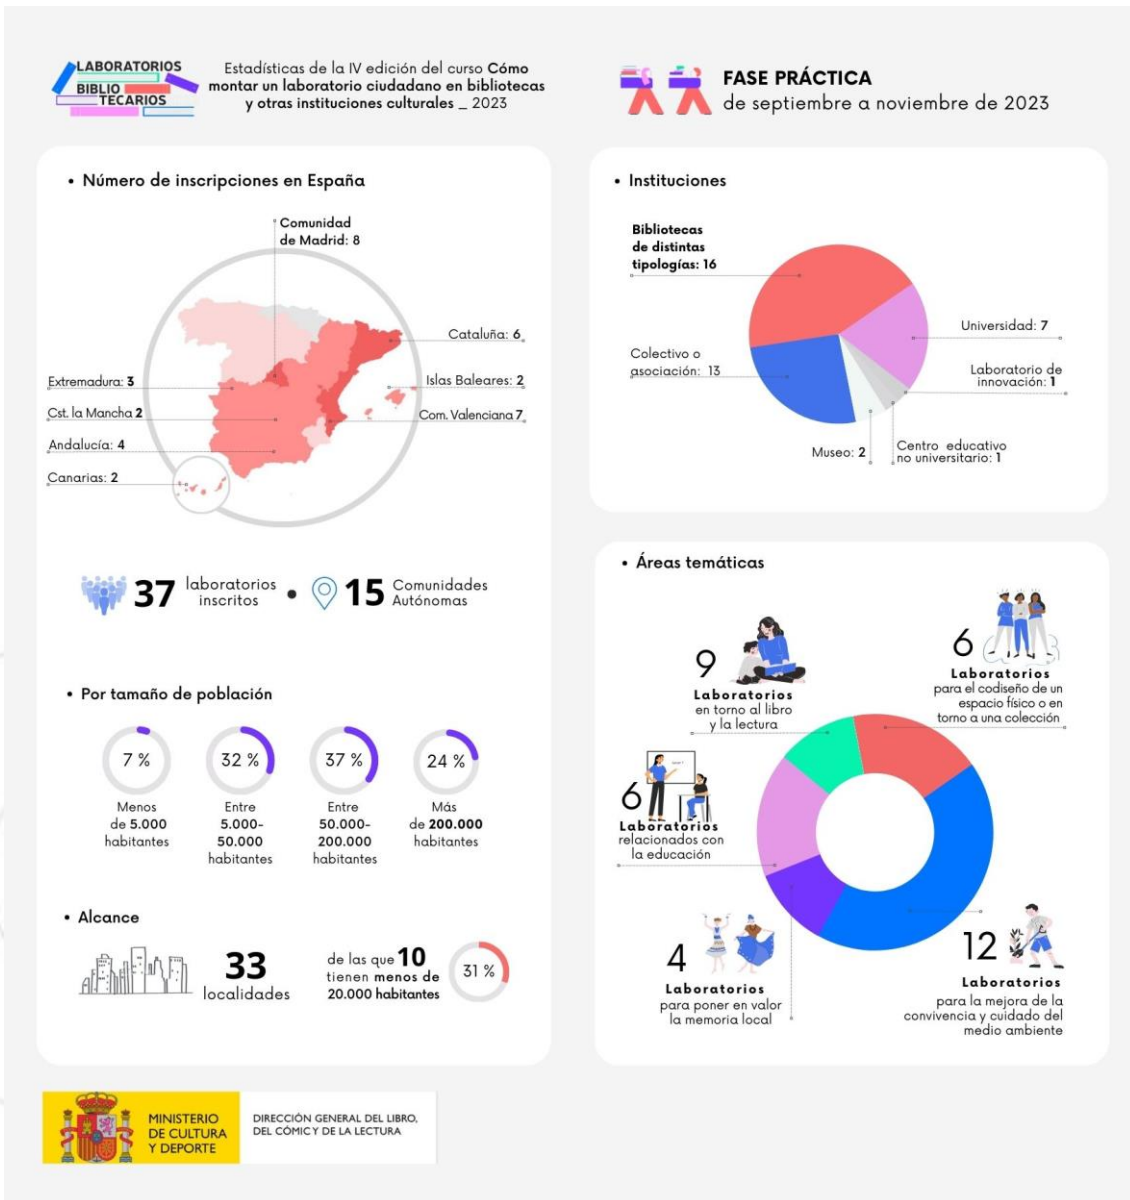 LABORATORIOS
BIBLIO
TECARIOS
Estadísticas de la IV edición del curso Cómo
montar un laboratorio ciudadano en bibliotecas
y otras instituciones culturales _ 2023
FASE PRÁCTICA
de septiembre a noviembre de 2023
• Número de inscripciones en España
Comunidad
de Madrid: 8
Cataluña: 6
Extremadura: 3
Islas Baleares: 2
Cst. la Mancha 2
Com. Valenciana 7
Andalucía: 4
Canarias: 2
37 laboratorios
inscritos
• 15 Comunidades
Autónomas
• Por tamaño de población
7 %
Menos
de 5.000
habitantes
32 %
Entre
5.000-
50.000
habitantes
37 %
Entre
50.000-
200.000
habitantes
24 %
Más
de 200.000
habitantes
• Alcance
33
localidades
de las que 10
tienen menos de
20.000 habitantes
31 %
• Instituciones
Bibliotecas
de distintas
tipologías: 16
Universidad: 7
Colectivo o
asociación: 13
Laboratorio de
innovación: 1
Museo: 2
Centro educativo
no universitario: 1
• Áreas temáticas
9
Laboratorios
en torno al libro
y la lectura
6
Laboratorios
para el codiseño de un
espacio físico o en
torno a una colección
6
Laboratorios
relacionados con
la educación
4
Laboratorios
para poner en valor
la memoria local
12
Laboratorios
para la mejora de la
convivencia y cuidado del
medio ambiente
MINISTERIO
DE CULTURA
Y DEPORTE
DIRECCIÓN GENERAL DEL LIBRO,
DEL CÓMIC Y DE LA LECTURA